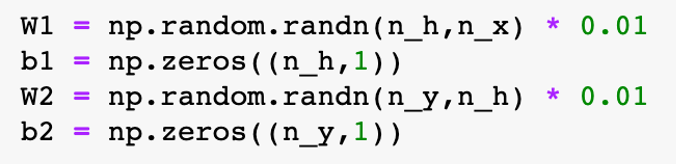 W1 = np.random.randn(n_h,n_x) * 0.01
b1 = np.zeros((n_h,1))
W2 = np.random.randn(n_y,n_h) * 0.01
b2 = np.zeros((n_y,1))